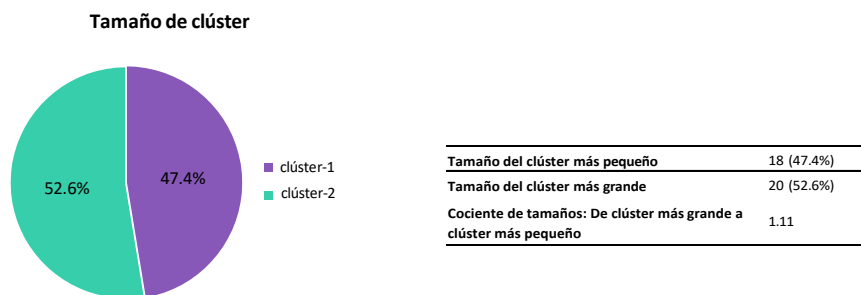 Tamaño de clúster
52.6%
47.4%
clúster-1
clúster-2
Tamaño del clúster más pequeño 18 (47.4%)
Tamaño del clúster más grande 20 (52.6%)
Cociente de tamaños: De clúster más grande a
clúster más pequeño 1.11